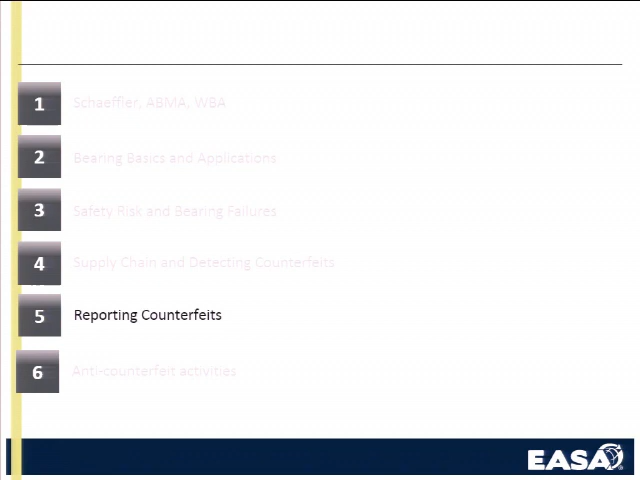 1 Schaeffler, ABMA, WBA
2 Bearing Basics and Applications
3 Safety Risk and Bearing Failures
4 Supply Chain and Detecting Counterfeits
5 Reporting Counterfeits
6 Anti-counterfeit activities
EASA